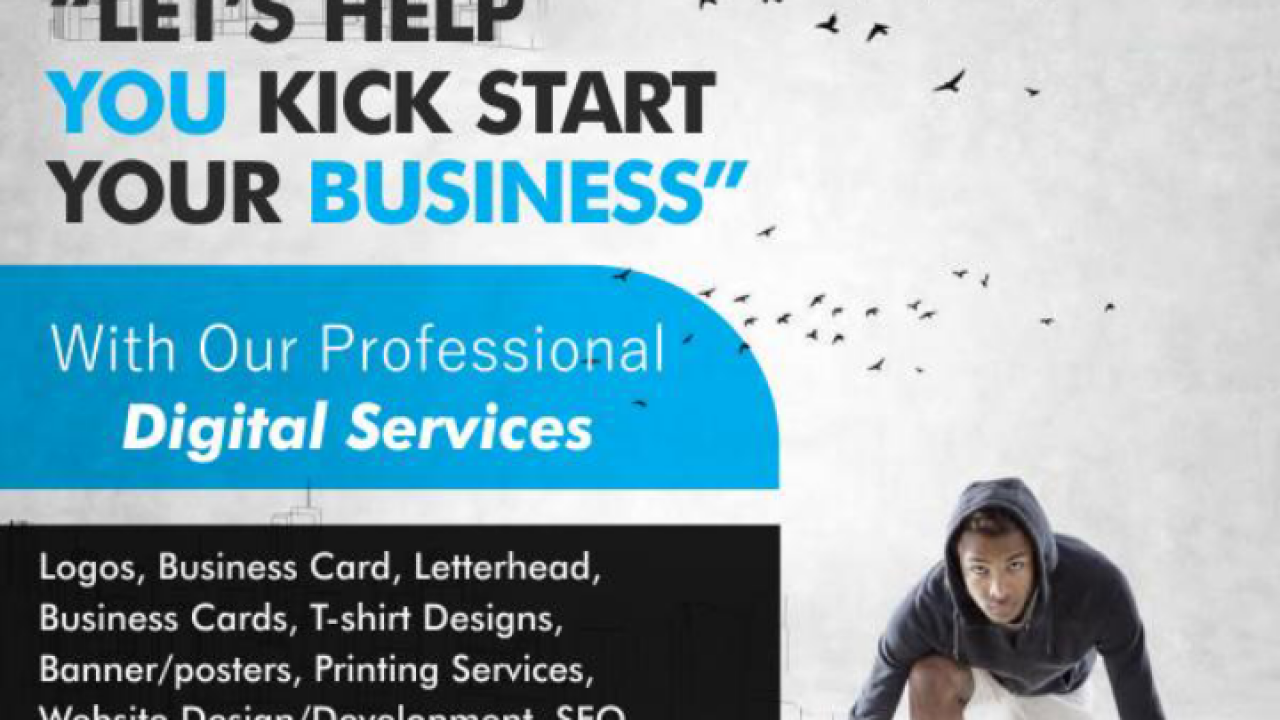 “LET’S HELP
YOU KICK START
YOUR BUSINESS”
With Our Professional
Digital Services
Logos, Business Card, Letterhead,
Business Cards, T-shirt Designs,
Banner/posters, Printing Services,
Website Design/Development, SEO